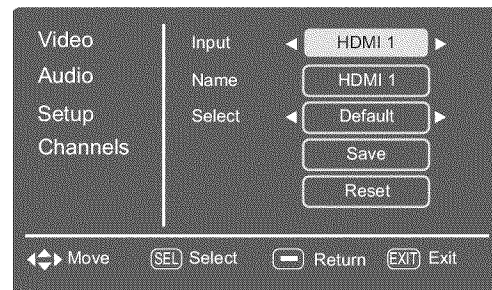 Video
Audio
Setup
Channels
Input HDMI 1
Name HDMI 1
Select Default
Save
Reset
Move SEL Select Return EXIT Exit